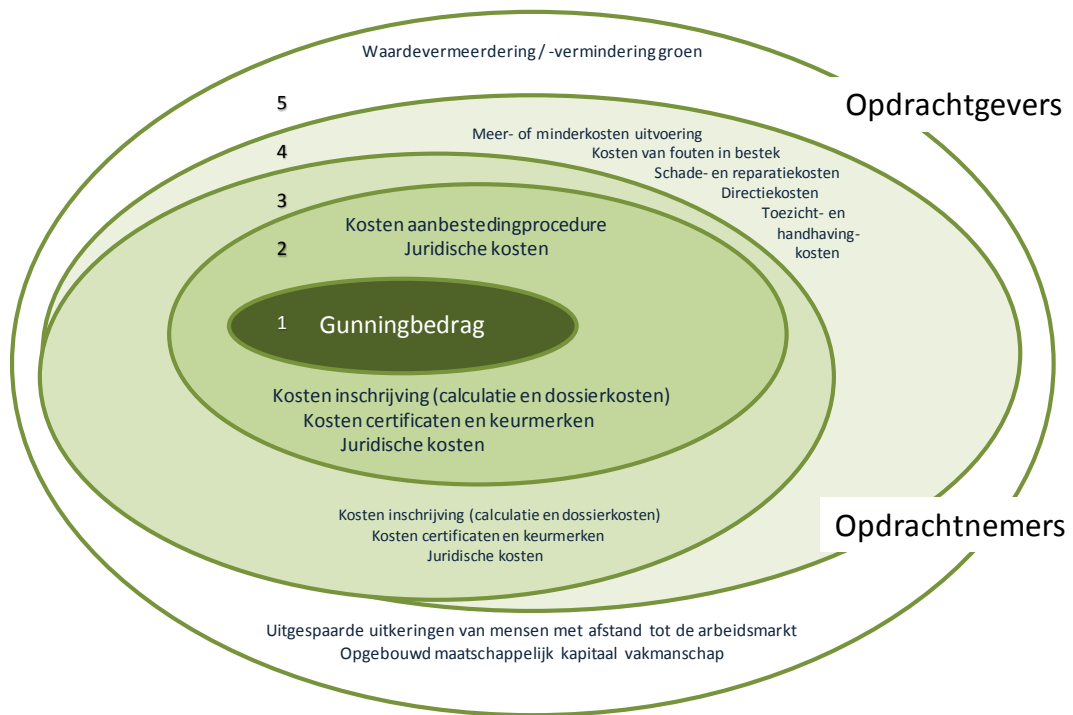 Waardevermeerdering / -vermindering groen
5
Opdrachtgevers
Meer- of minderkosten uitvoering
4
Kosten van fouten in bestek
Schade- en reparatiekosten
Directiekosten
3
Toezicht- en
handhaving-
kosten
Kosten aanbestedingprocedure
2
Juridische kosten
1
Gunningbedrag
Kosten inschrijving (calculatie en dossierkosten)
Kosten certificaten en keurmerken
Juridische kosten
Kosten inschrijving (calculatie en dossierkosten)
Kosten certificaten en keurmerken
Juridische kosten
Opdrachtnemers
Uitgespaarde uitkeringen van mensen met afstand tot de arbeidsmarkt
Opgebouwd maatschappelijk kapitaal vakmanschap